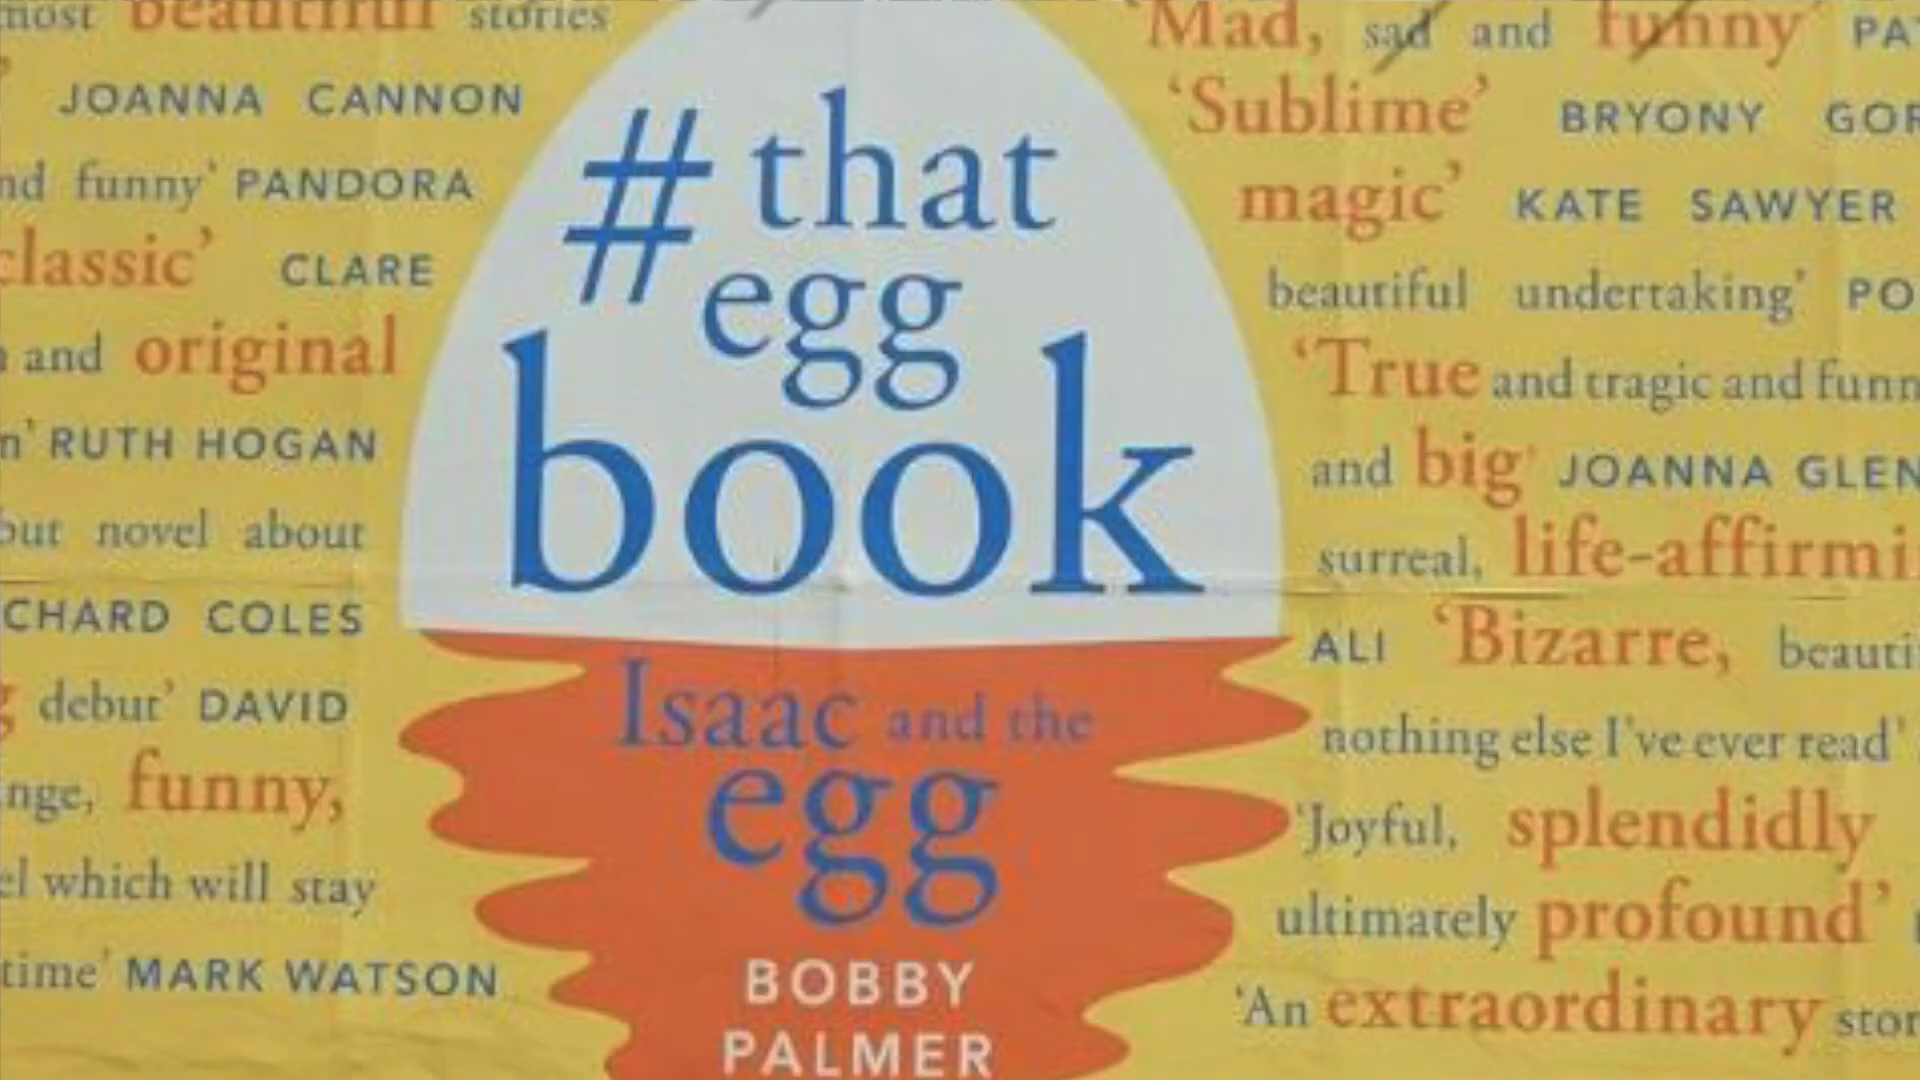 most beautiful stories
JOANNA CANNON
nd funny' PANDORA
classic' CLARE
and original
n' RUTH HOGAN
but novel about
CHARD COLES
g debut' DAVID
nge, funny,
el which will stay
time' MARK WATSON
#that
egg
book
Isaac and the
egg
BOBBY
PALMER
'Mad, sad and funny' PAT
'Sublime' BRYONY GOR
magic' KATE SAWYER
beautiful undertaking' PO
'True and tragic and funn
and big' JOANNA GLEN
surreal, life-affirmi
ALI 'Bizarre, beauti
nothing else I've ever read'
'Joyful, splendidly
ultimately profound'
'An extraordinary stor